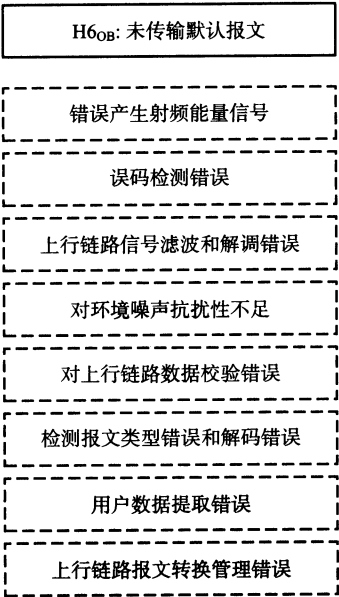 H6OB: 未传输默认报文
错误产生射频能量信号
误码检测错误
上行链路信号滤波和解调错误
对环境噪声抗扰性不足
对上行链路数据校验错误
检测报文类型错误和解码错误
用户数据提取错误
上行链路报文转换管理错误